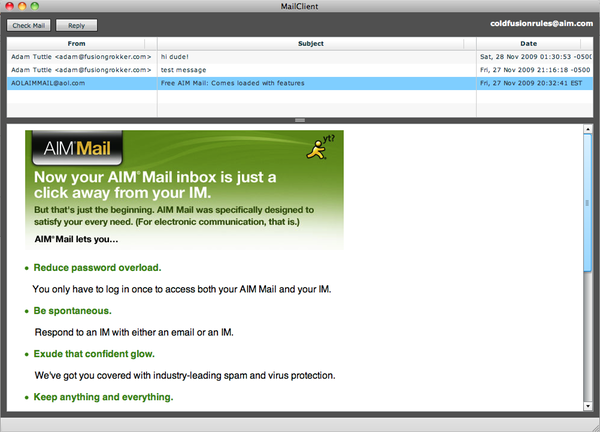 MailClient
Check Mail Reply coldfusionrules@aim.com
From Subject Date
Adam Tuttle <adam@fusiongrokker.com> hi dude! Sat, 28 Nov 2009 01:30:53 -0500
Adam Tuttle <adam@fusiongrokker.com> test message Fri, 27 Nov 2009 21:16:18 -0500
AOLAIMMAIL@aol.com Free AIM Mail: Comes loaded with features Fri, 27 Nov 2009 20:32:41 EST
AIM®Mail yt?
Now your AIM® Mail inbox is just a
click away from your IM.
But that's just the beginning. AIM Mail was specifically designed to
satisfy your every need. (For electronic communication, that is.)
AIM® Mail lets you...
• Reduce password overload.
You only have to log in once to access both your AIM Mail and your IM.
• Be spontaneous.
Respond to an IM with either an email or an IM.
• Exude that confident glow.
We've got you covered with industry-leading spam and virus protection.
• Keep anything and everything.